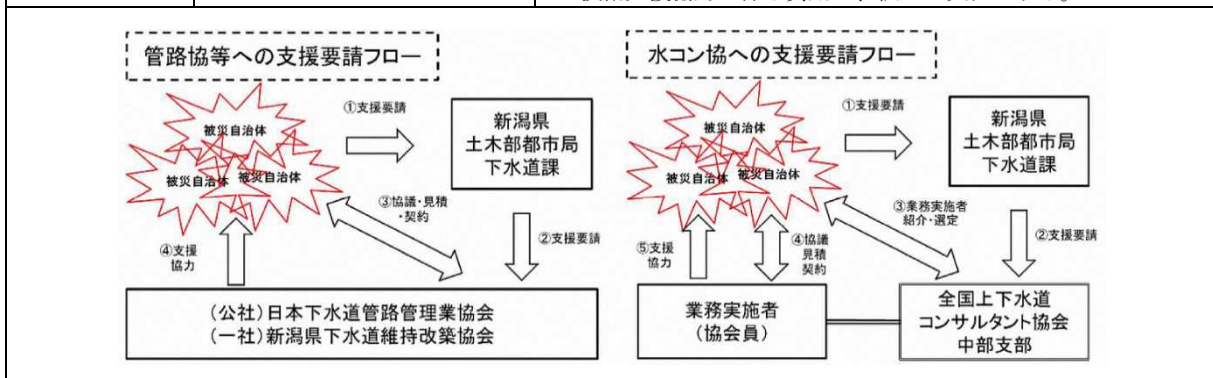 管路協等への支援要請フロー
①支援要請
被災自治体
被災自治体
被災自治体
新潟県
土木部都市局
下水道課
③協議・見積
・契約
②支援要請
④支援
協力
(公社)日本下水道管路管理業協会
(一社)新潟県下水道維持改築協会
水コン協への支援要請フロー
①支援要請
被災自治体
被災自治体
被災自治体
新潟県
土木部都市局
下水道課
③業務実施者
紹介・選定
②支援要請
⑤支援
協力
④協議
見積
契約
業務実施者
(協会員)
全国上下水道
コンサルタント協会
中部支部